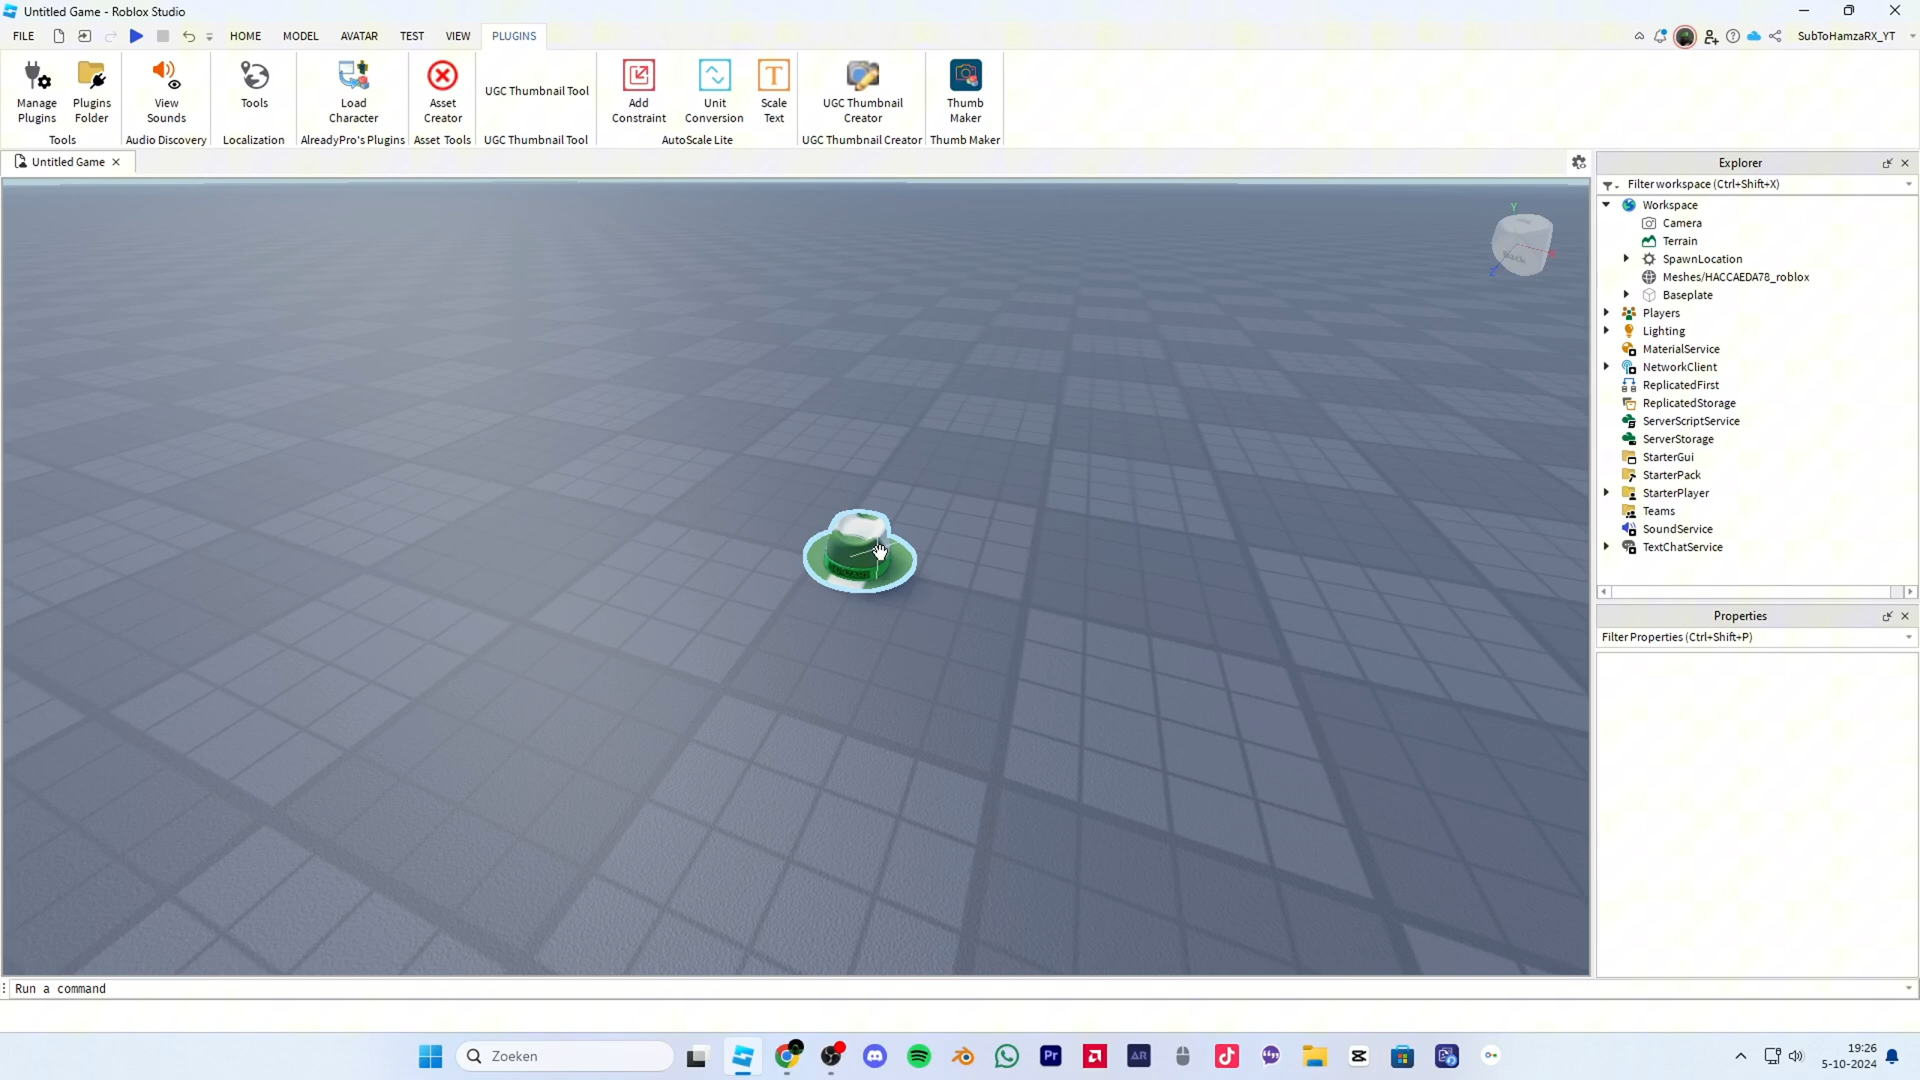 Untitled Game - Roblox Studio
FILE HOME MODEL AVATAR TEST VIEW PLUGINS
SubToHamzaRX_YT
Manage Plugins
Plugins Folder
Tools
View Sounds
Audio Discovery
Tools
Localization
Load Character
AlreadyPro's Plugins
Asset Creator
Asset Tools
UGC Thumbnail Tool
UGC Thumbnail Tool
Add Constraint
Unit Conversion
Scale Text
AutoScale Lite
UGC Thumbnail Creator
UGC Thumbnail Creator
Thumb Maker
Thumb Maker
Untitled Game
Y
Back
Z
Explorer
Filter workspace (Ctrl+Shift+X)
Workspace
Camera
Terrain
SpawnLocation
Meshes/HACCAEDA78_roblox
Baseplate
Players
Lighting
MaterialService
NetworkClient
ReplicatedFirst
ReplicatedStorage
ServerScriptService
ServerStorage
StarterGui
StarterPack
StarterPlayer
Teams
SoundService
TextChatService
Properties
Filter Properties (Ctrl+Shift+P)
Run a command
Zoeken
Pr
AR
19:26
5-10-2024